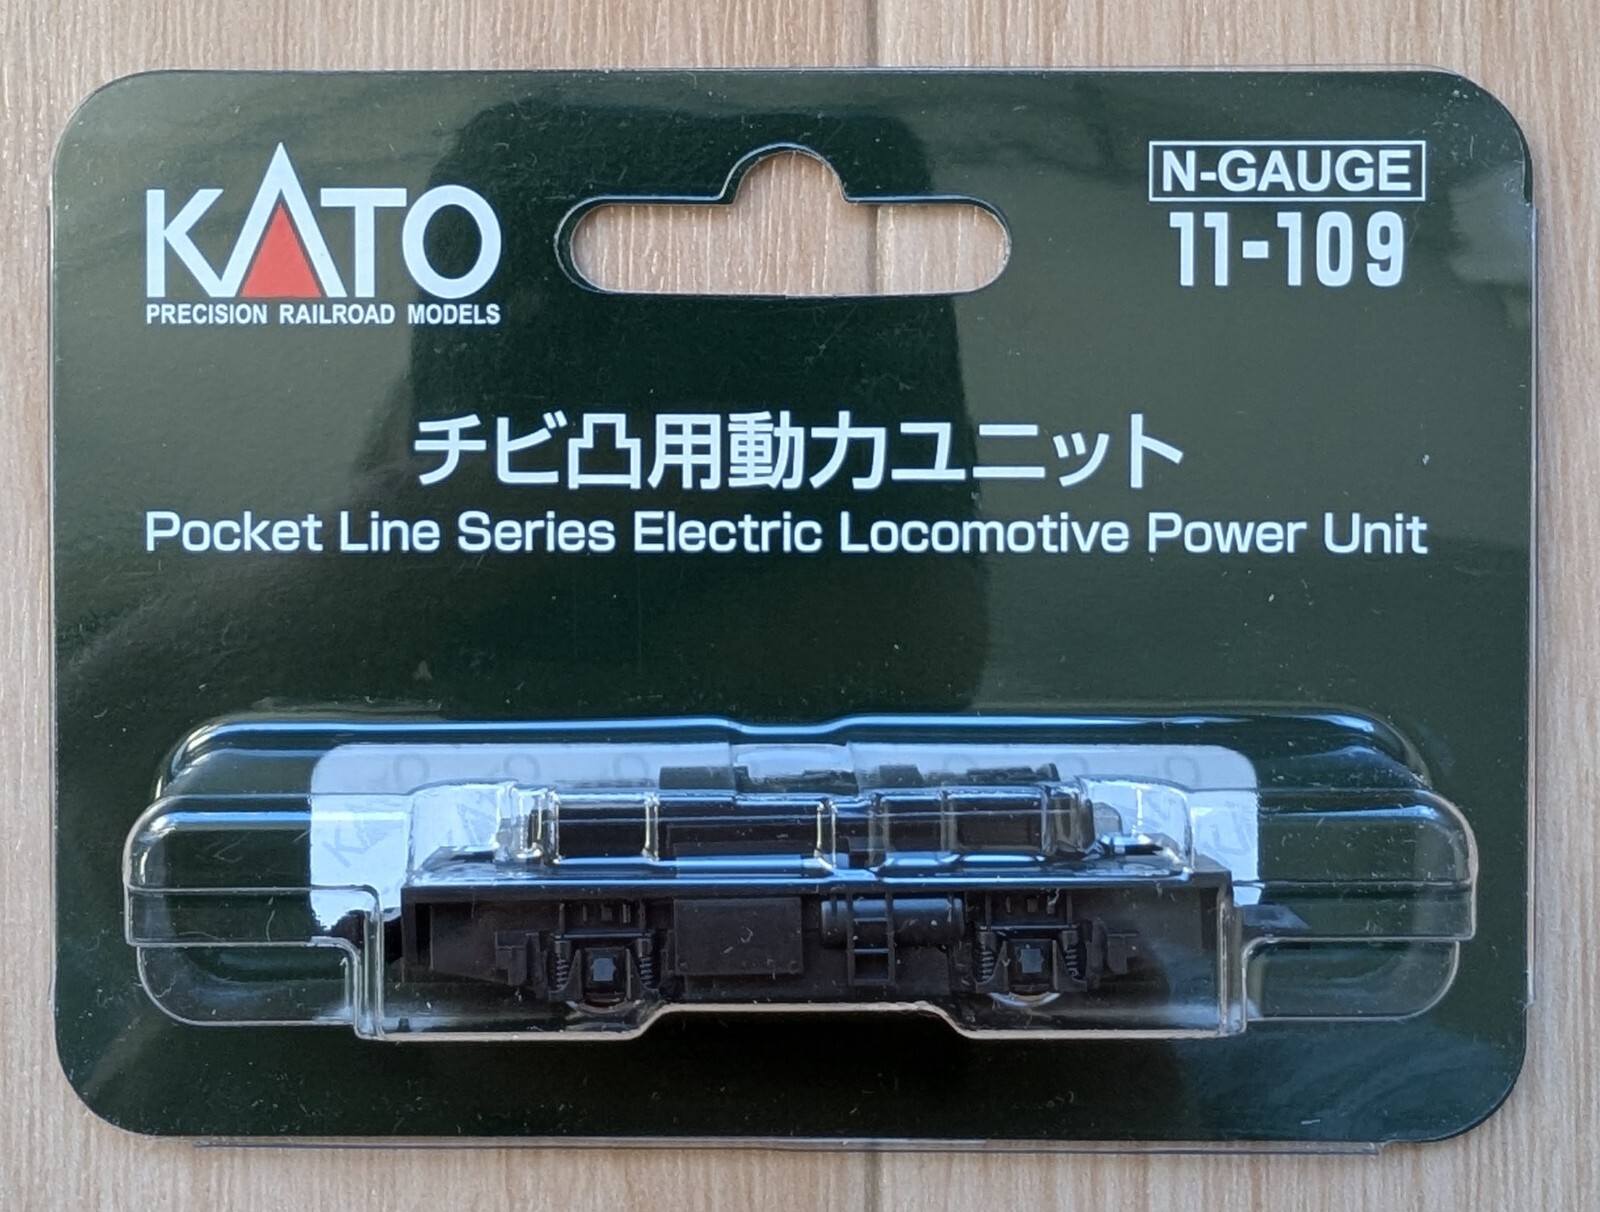 KATO
PRECISION RAILROAD MODELS
N-GAUGE
11-109
チビ凸用動力ユニット
Pocket Line Series Electric Locomotive Power Unit